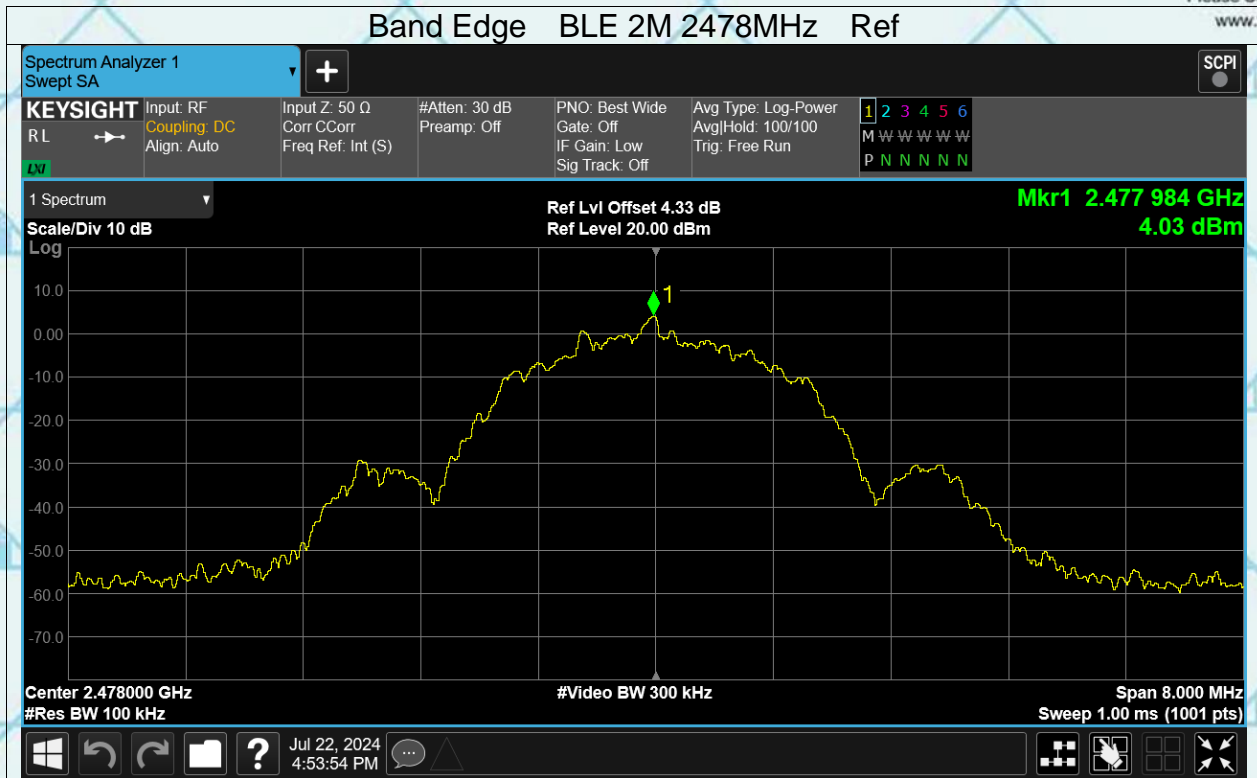 www.
Band Edge BLE 2M 2478MHz Ref
Spectrum Analyzer 1
Swept SA
+
SCPI
KEYSIGHT
R L
LXI
Input: RF
Coupling: DC
Align: Auto
Input Z: 50 Ω
Corr CCorr
Freq Ref: Int (S)
#Atten: 30 dB
Preamp: Off
PNO: Best Wide
Gate: Off
IF Gain: Low
Sig Track: Off
Avg Type: Log-Power
Avg|Hold: 100/100
Trig: Free Run
1 2 3 4 5 6
M W W W W W
P N N N N N
1 Spectrum
Scale/Div 10 dB
Log
Ref Lvl Offset 4.33 dB
Ref Level 20.00 dBm
Mkr1 2.477 984 GHz
4.03 dBm
1
10.0
0.00
-10.0
-20.0
-30.0
-40.0
-50.0
-60.0
-70.0
Center 2.478000 GHz
#Video BW 300 kHz
Span 8.000 MHz
#Res BW 100 kHz
Sweep 1.00 ms (1001 pts)
?
Jul 22, 2024
4:53:54 PM